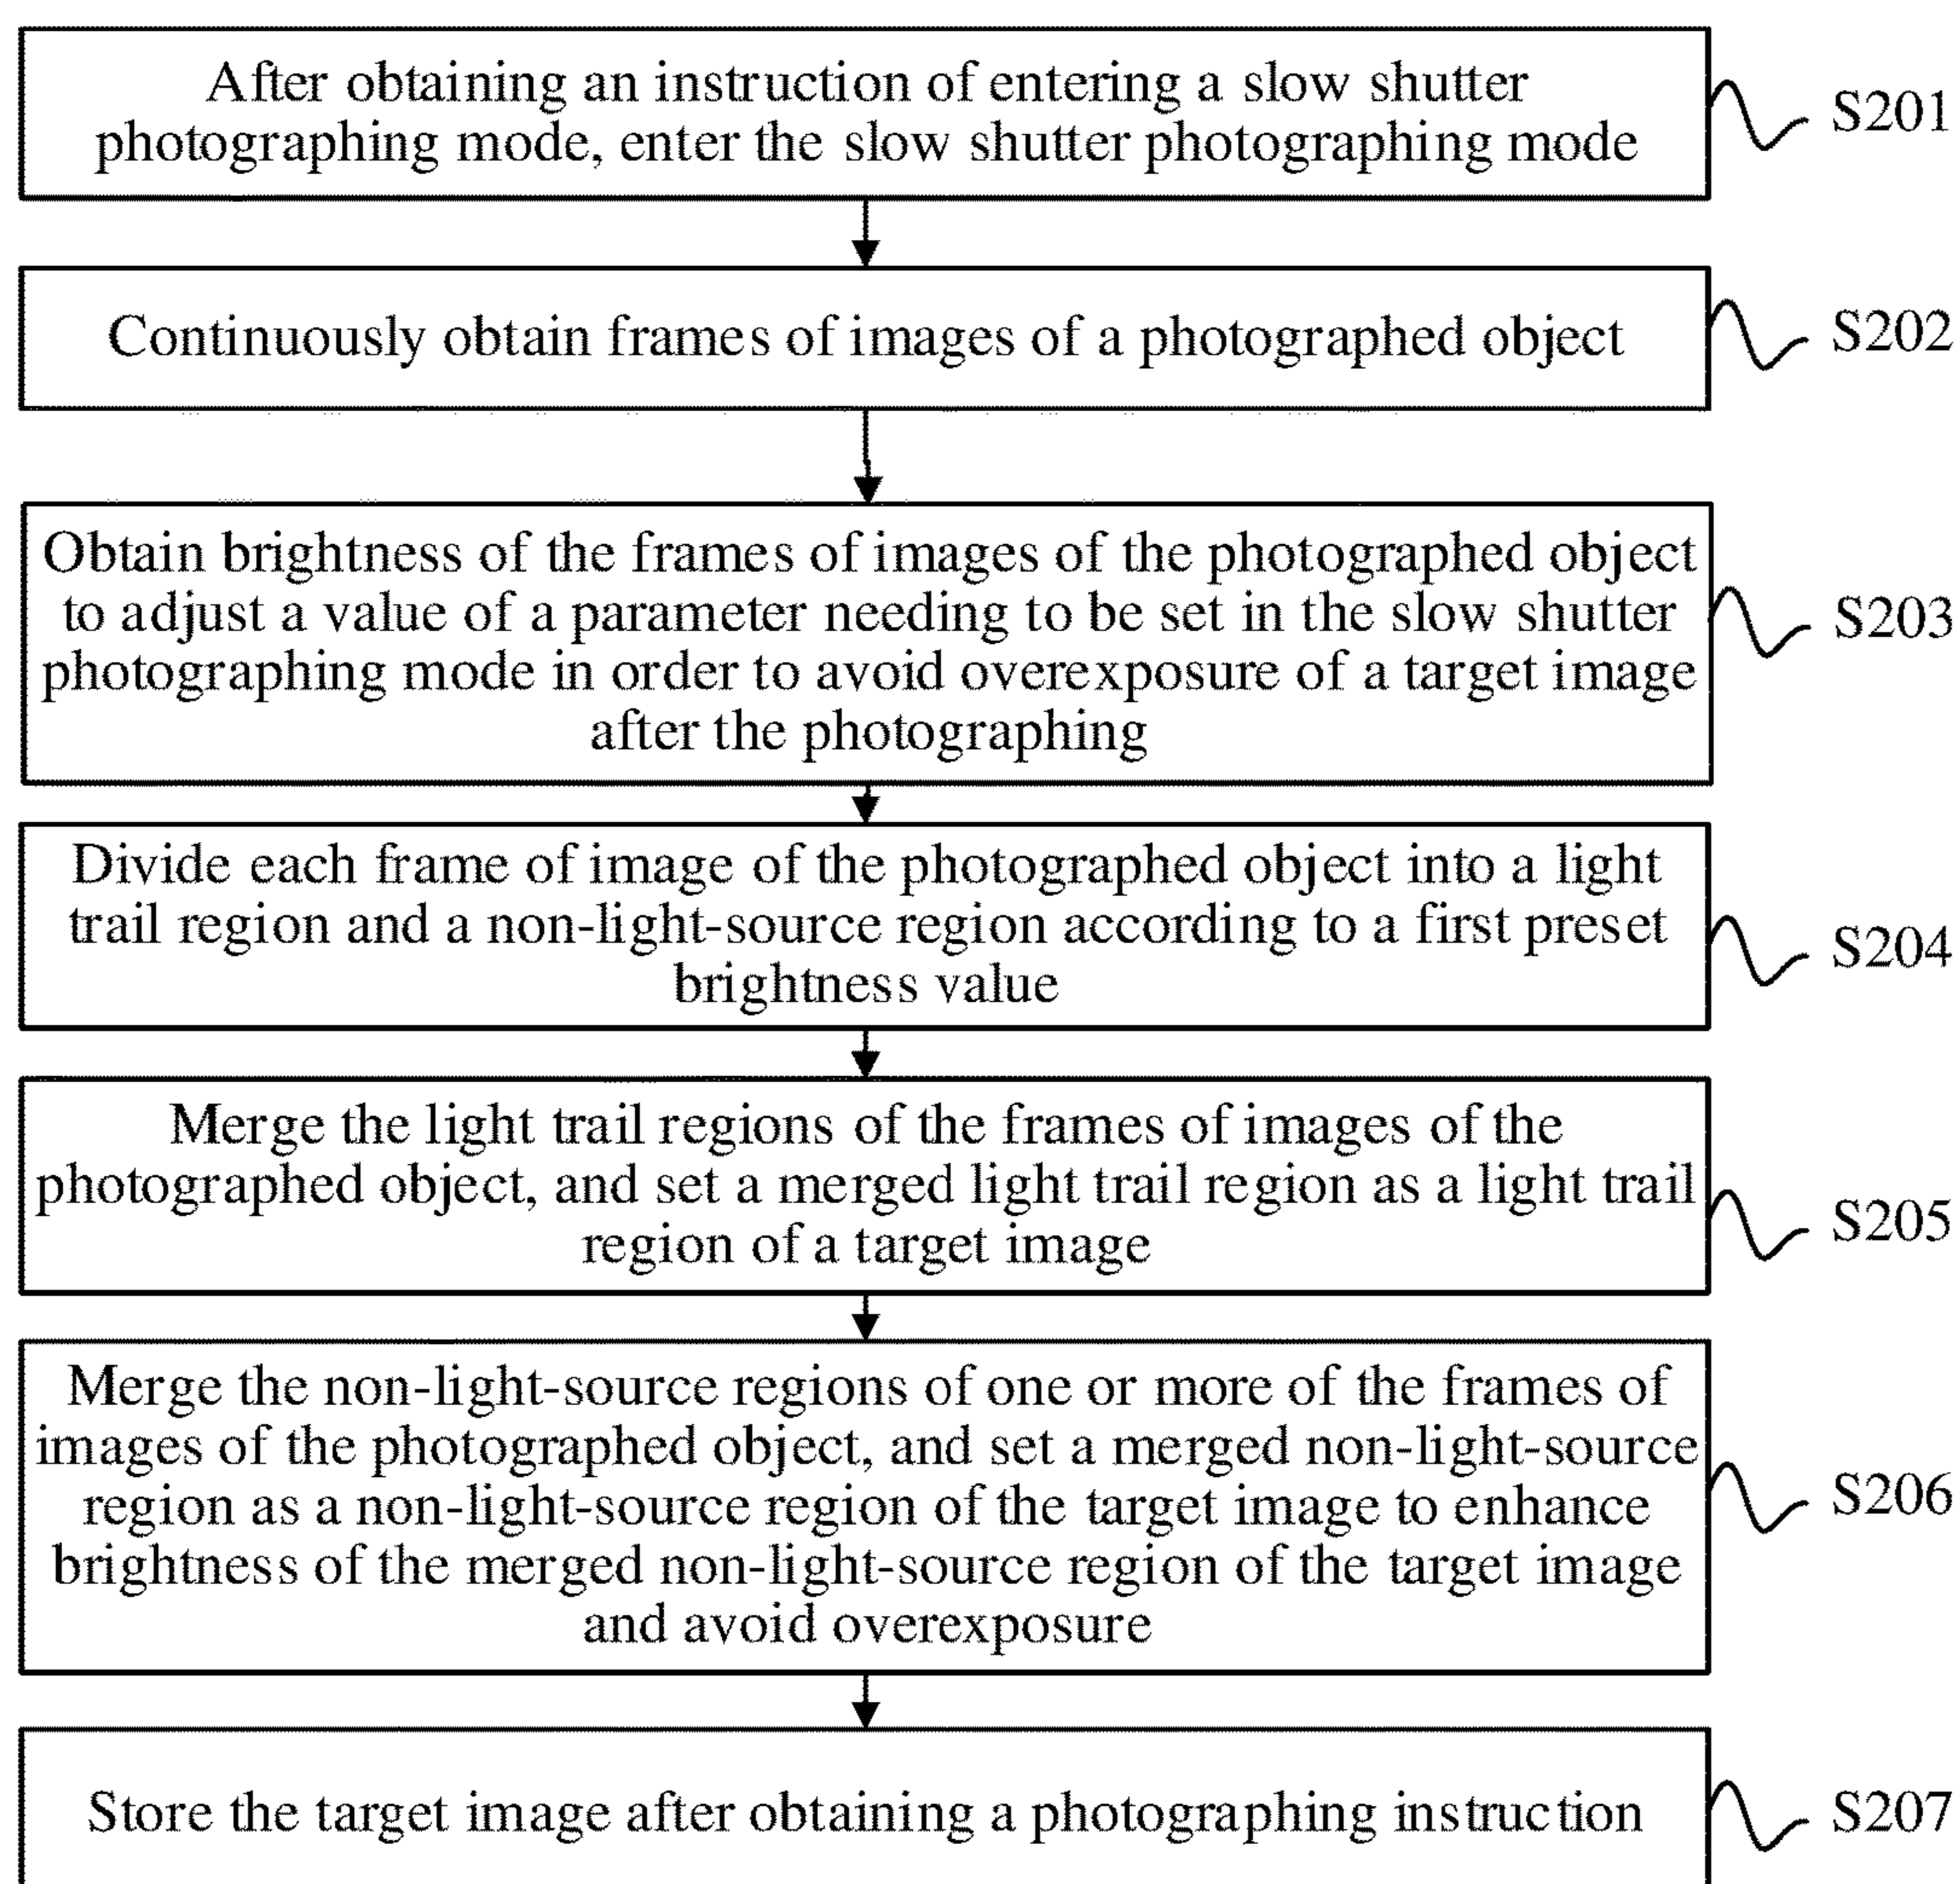 After obtaining an instruction of entering a slow shutter
photographing mode, enter the slow shutter photographing mode
S201
Continuously obtain frames of images of a photographed object
S202
Obtain brightness of the frames of images of the photographed object
to adjust a value of a parameter needing to be set in the slow shutter
photographing mode in order to avoid overexposure of a target image
after the photographing
S203
Divide each frame of image of the photographed object into a light
trail region and a non-light-source region according to a first preset
brightness value
S204
Merge the light trail regions of the frames of images of the
photographed object, and set a merged light trail region as a light trail
region of a target image
S205
Merge the non-light-source regions of one or more of the frames of
images of the photographed object, and set a merged non-light-source
region as a non-light-source region of the target image to enhance
brightness of the merged non-light-source region of the target image
and avoid overexposure
S206
Store the target image after obtaining a photographing instruction
S207